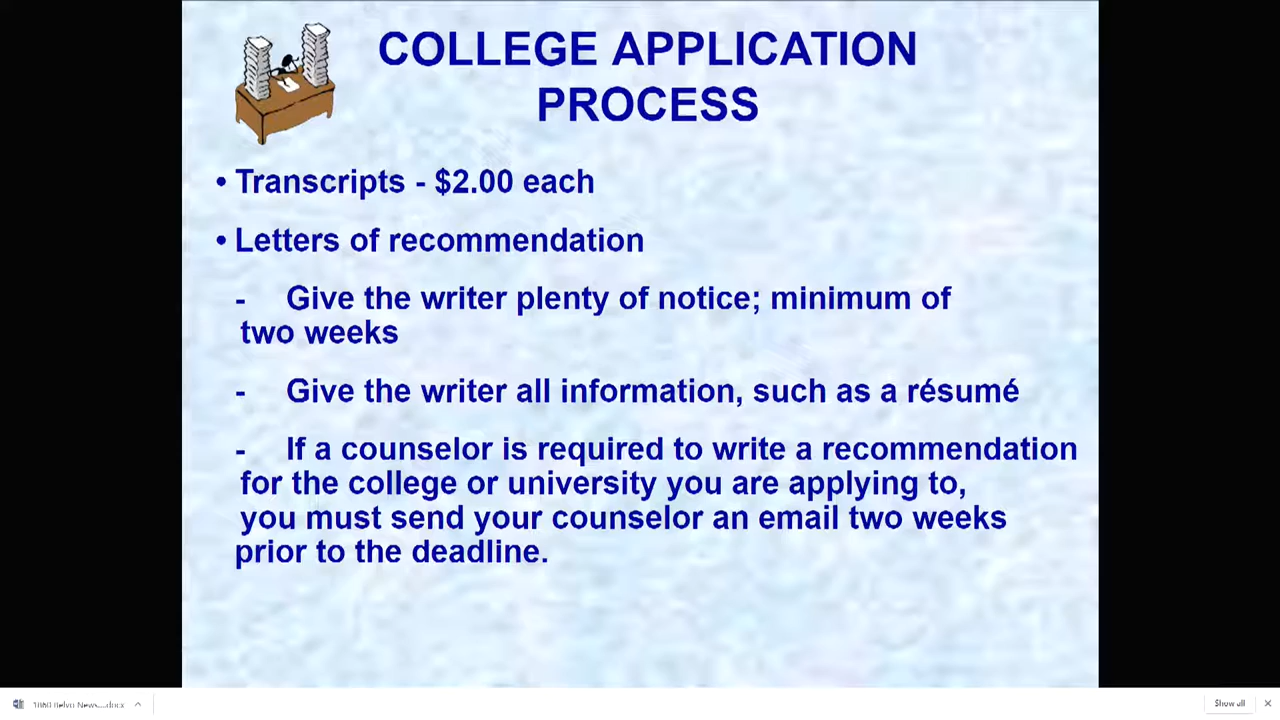 COLLEGE APPLICATION
PROCESS
• Transcripts - $2.00 each
• Letters of recommendation
- Give the writer plenty of notice; minimum of
two weeks
- Give the writer all information, such as a résumé
- If a counselor is required to write a recommendation
for the college or university you are applying to,
you must send your counselor an email two weeks
prior to the deadline.
Show all